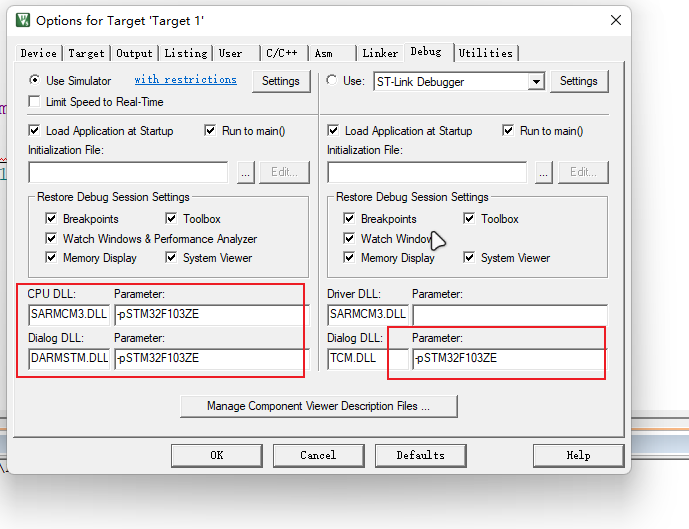 Options for Target 'Target 1'
Device Target Output Listing User C/C++ Asm Linker Debug Utilities
Use Simulator with restrictions Settings
Limit Speed to Real-Time
Use: ST-Link Debugger Settings
Load Application at Startup Run to main()
Initialization File:
... Edit...
Load Application at Startup Run to main()
Initialization File:
... Edit...
Restore Debug Session Settings
Breakpoints Toolbox
Watch Windows & Performance Analyzer
Memory Display System Viewer
Restore Debug Session Settings
Breakpoints Toolbox
Memory Display System Viewer
Watch Window
CPU DLL: Parameter:
SARMCM3.DLL -pSTM32F103ZE
Dialog DLL: Parameter:
DARMSTM.DLL -pSTM32F103ZE
Driver DLL: Parameter:
SARMCM3.DLL
Dialog DLL: Parameter:
TCM.DLL -pSTM32F103ZE
Manage Component Viewer Description Files ...
OK Cancel Defaults Help